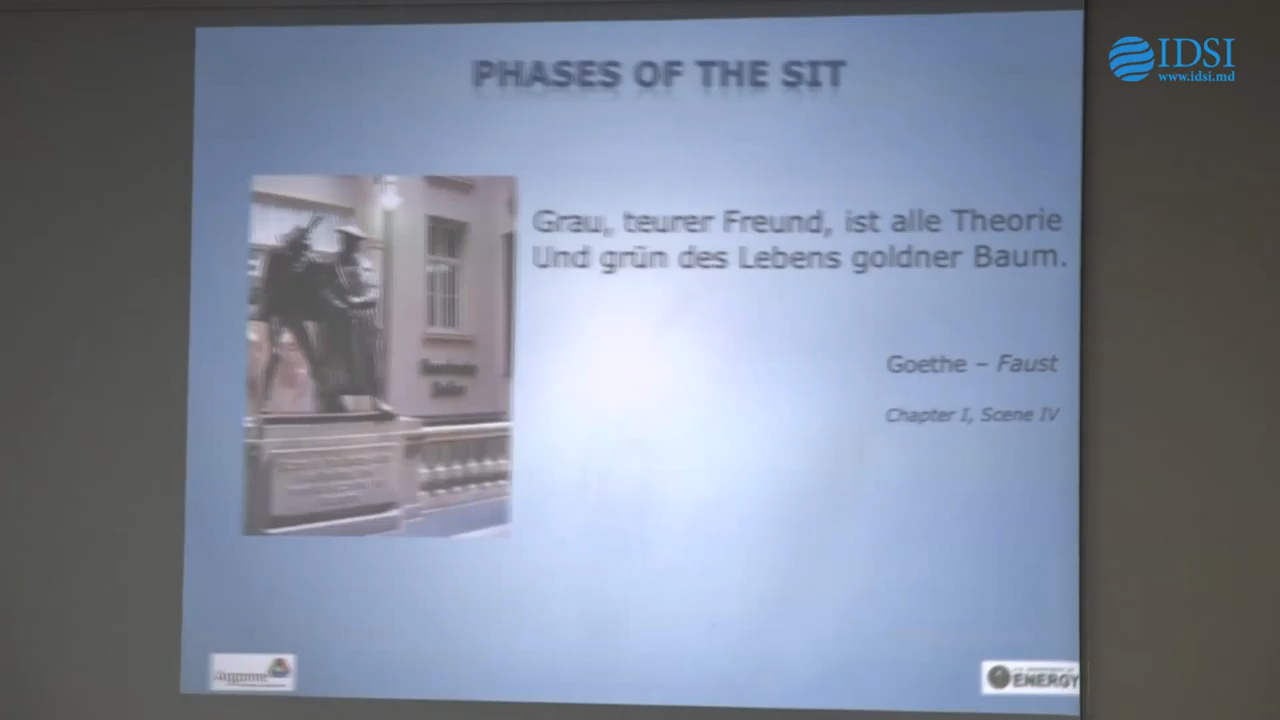 IDSI
www.idsi.md
PHASES OF THE SIT
Grau, teurer Freund, ist alle Theorie
Und grün des Lebens goldner Baum.
Goethe – Faust
Chapter I, Scene IV
Argonne
ENERGY